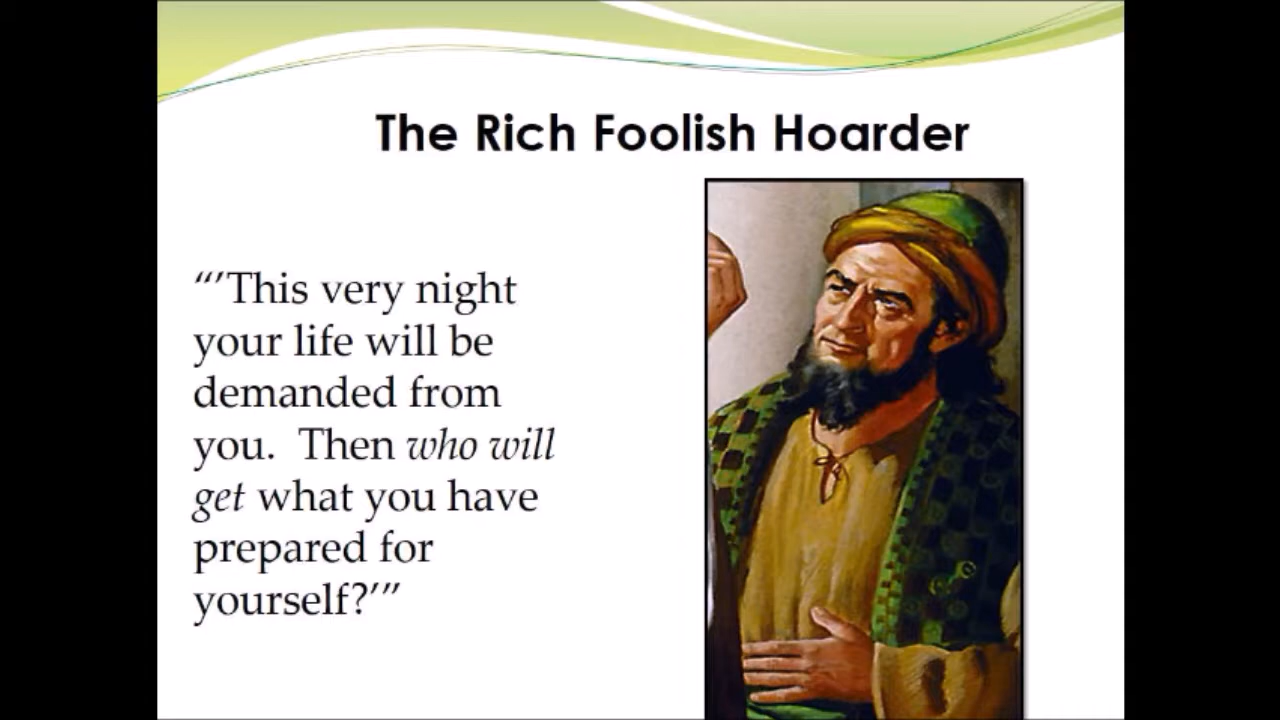 The Rich Foolish Hoarder
“‘This very night
your life will be
demanded from
you.  Then who will
get what you have
prepared for
yourself?’”